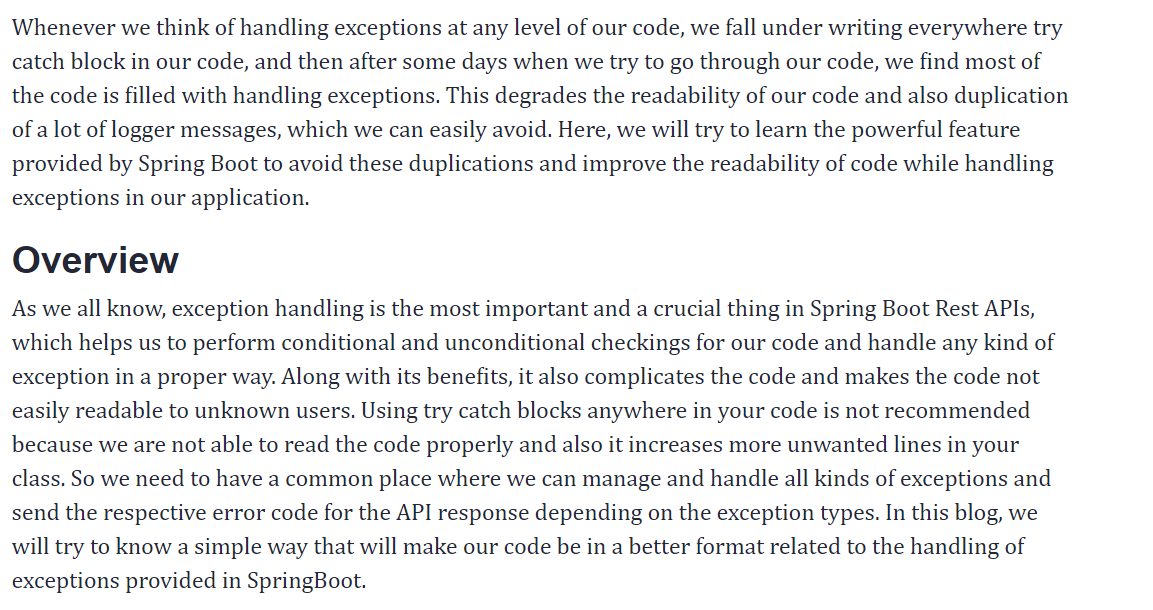 Whenever we think of handling exceptions at any level of our code, we fall under writing everywhere try
catch block in our code, and then after some days when we try to go through our code, we find most of
the code is filled with handling exceptions. This degrades the readability of our code and also duplication
of a lot of logger messages, which we can easily avoid. Here, we will try to learn the powerful feature
provided by Spring Boot to avoid these duplications and improve the readability of code while handling
exceptions in our application.
Overview
As we all know, exception handling is the most important and a crucial thing in Spring Boot Rest APIs,
which helps us to perform conditional and unconditional checkings for our code and handle any kind of
exception in a proper way. Along with its benefits, it also complicates the code and makes the code not
easily readable to unknown users. Using try catch blocks anywhere in your code is not recommended
because we are not able to read the code properly and also it increases more unwanted lines in your
class. So we need to have a common place where we can manage and handle all kinds of exceptions and
send the respective error code for the API response depending on the exception types. In this blog, we
will try to know a simple way that will make our code be in a better format related to the handling of
exceptions provided in SpringBoot.